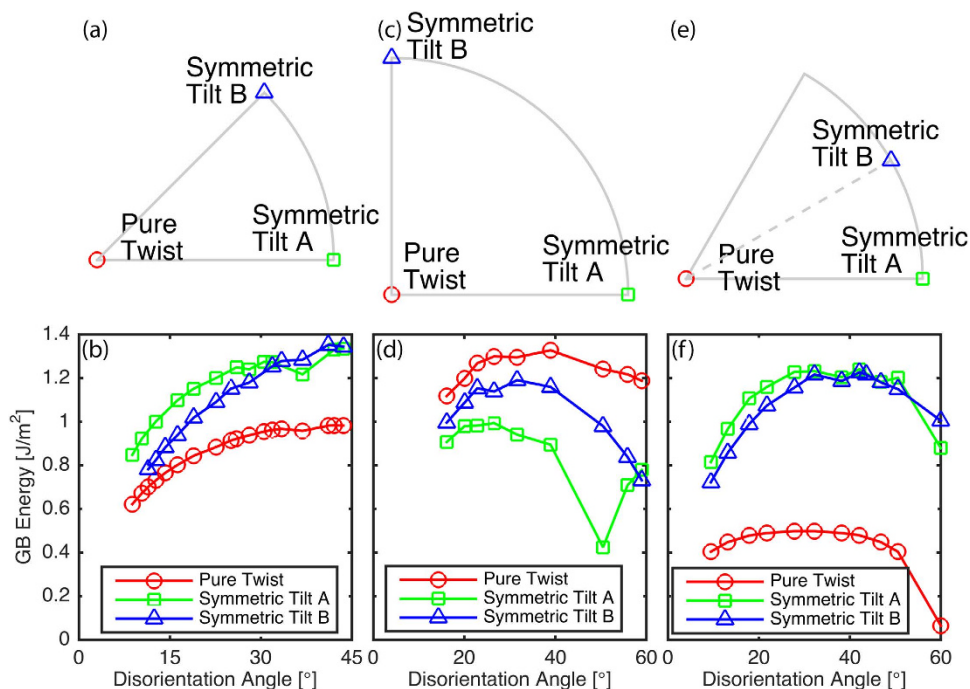 (a)
Symmetric
Tilt B
Pure
Twist
Symmetric
Tilt A
(c)
Symmetric
Tilt B
Pure
Twist
Symmetric
Tilt A
(e)
Symmetric
Tilt B
Pure
Twist
Symmetric
Tilt A
GB Energy [J/m²]
1.4
1.2
1
0.8
0.6
0.4
0.2
0
(b)
Pure Twist
Symmetric Tilt A
Symmetric Tilt B
0 15 30 45
Disorientation Angle [°]
(d)
Pure Twist
Symmetric Tilt A
Symmetric Tilt B
0 20 40 60
Disorientation Angle [°]
(f)
Pure Twist
Symmetric Tilt A
Symmetric Tilt B
0 20 40 60
Disorientation Angle [°]